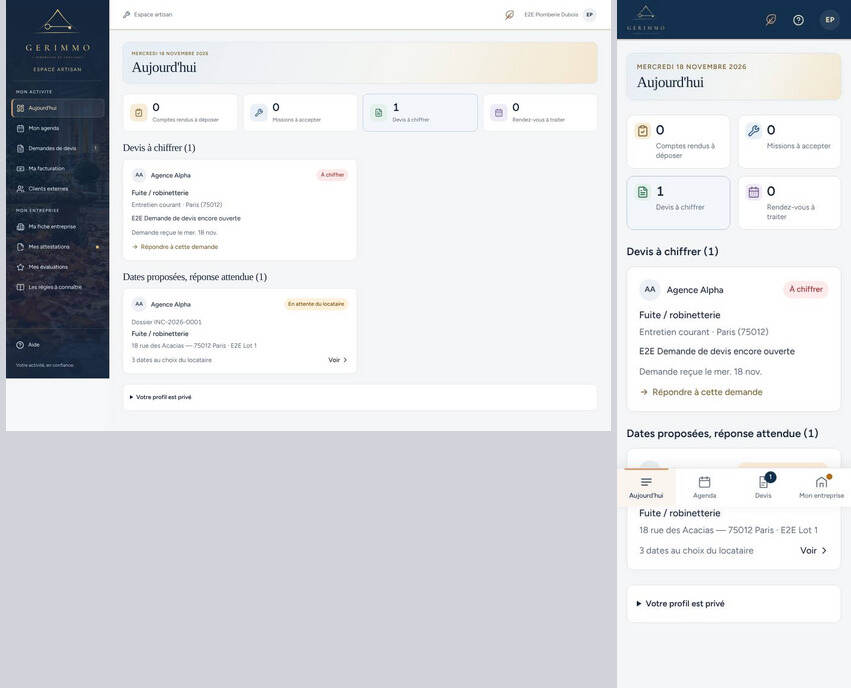 GERIMMO
ESPACE ARTISAN
MON ACTIVITÉ
Aujourd'hui
Mon agenda
Demandes de devis 1
Ma facturation
Clients externes
MON ENTREPRISE
Ma fiche entreprise
Mes attestations
Mes évaluations
Les règles à connaître
Aide
Votre activité, en confiance.
Espace artisan
E2E Plomberie Dubois EP
MERCREDI 18 NOVEMBRE 2026
Aujourd'hui
0
Comptes rendus à déposer
0
Missions à accepter
1
Devis à chiffrer
0
Rendez-vous à traiter
Devis à chiffrer (1)
AA Agence Alpha À chiffrer
Fuite / robinetterie
Entretien courant · Paris (75012)
E2E Demande de devis encore ouverte
Demande reçue le mer. 18 nov.
→ Répondre à cette demande
Dates proposées, réponse attendue (1)
AA Agence Alpha En attente du locataire
Dossier INC-2026-0001
Fuite / robinetterie
18 rue des Acacias — 75012 Paris · E2E Lot 1
3 dates au choix du locataire Voir
Votre profil est privé
GERIMMO
EP
MERCREDI 18 NOVEMBRE 2026
Aujourd'hui
0
Comptes rendus à
déposer
0
Missions à accepter
1
Devis à chiffrer
0
Rendez-vous à
traiter
Devis à chiffrer (1)
AA Agence Alpha À chiffrer
Fuite / robinetterie
Entretien courant · Paris (75012)
E2E Demande de devis encore ouverte
Demande reçue le mer. 18 nov.
→ Répondre à cette demande
Dates proposées, réponse attendue (1)
1
Aujourd'hui Agenda Devis Mon entreprise
Fuite / robinetterie
18 rue des Acacias — 75012 Paris · E2E Lot 1
3 dates au choix du locataire Voir
Votre profil est privé